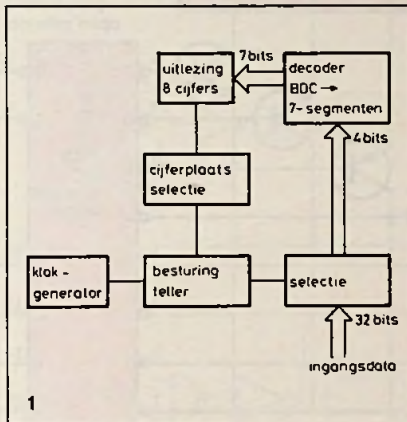 7bits
uitlezing
8 cijfers
decoder
BDC →
7-segmenten
4bits
cijferplaats
selectie
klok-
generator
besturing
teller
selectie
32 bits
ingangsdata
1